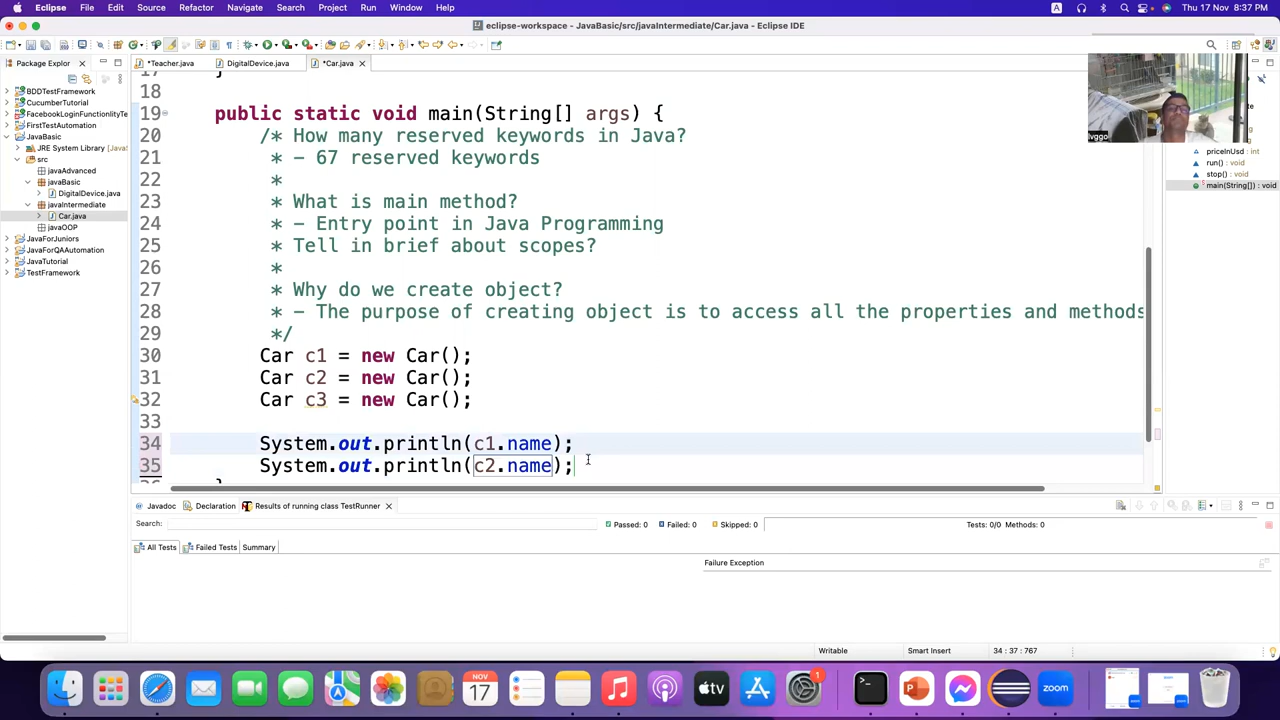 Eclipse File Edit Source Refactor Navigate Search Project Run Window Help
A
Thu 17 Nov 8:37 PM
eclipse-workspace - JavaBasic/src/javaIntermediate/Car.java - Eclipse IDE
Package Explor
*Teacher.java DigitalDevice.java *Car.java
BDDTestFramework
CucumberTutorial
FacebookLoginFunctionlityTe
FirstTestAutomation
JavaBasic
JRE System Library [Java
src
javaAdvanced
javaBasic
DigitalDevice.java
javaIntermediate
Car.java
javaOOP
JavaForJuniors
JavaForQAAutomation
JavaTutorial
TestFramework
18
19 public static void main(String[] args) {
20 /* How many reserved keywords in Java?
21 * - 67 reserved keywords
22 *
23 * What is main method?
24 * - Entry point in Java Programming
25 * Tell in brief about scopes?
26 *
27 * Why do we create object?
28 * - The purpose of creating object is to access all the properties and methods
29 */
30 Car c1 = new Car();
31 Car c2 = new Car();
32 Car c3 = new Car();
33
34 System.out.println(c1.name);
35 System.out.println(c2.name);
priceInUsd : int
run() : void
stop() : void
main(String[]) : void
Javadoc Declaration Results of running class TestRunner
Search: Passed: 0 Failed: 0 Skipped: 0 Tests: 0/0 Methods: 0
All Tests Failed Tests Summary
Failure Exception
Writable Smart Insert 34 : 37 : 767
NOV
17
1
tv
zoom